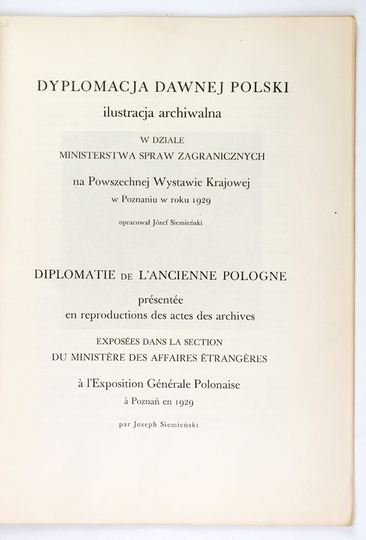 DYPLOMACJA DAWNEJ POLSKI
ilustracja archiwalna
W DZIALE
MINISTERSTWA SPRAW ZAGRANICZNYCH
na Powszechnej Wystawie Krajowej
w Poznaniu w roku 1929
opracował Józef Siemieński
DIPLOMATIE DE L'ANCIENNE POLOGNE
présentée
en reproductions des actes des archives
EXPOSÉES DANS LA SECTION
DU MINISTÈRE DES AFFAIRES ÉTRANGÈRES
à l'Exposition Générale Polonaise
à Poznań en 1929
par Joseph Siemieński